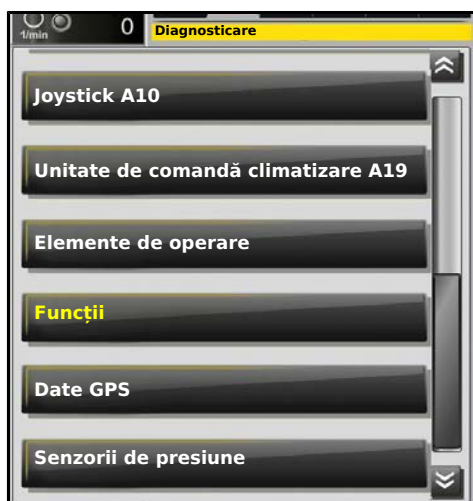 1/min
0
Diagnosticare
Joystick A10
Unitate de comandă climatizare A19
Elemente de operare
Funcții
Date GPS
Senzorii de presiune